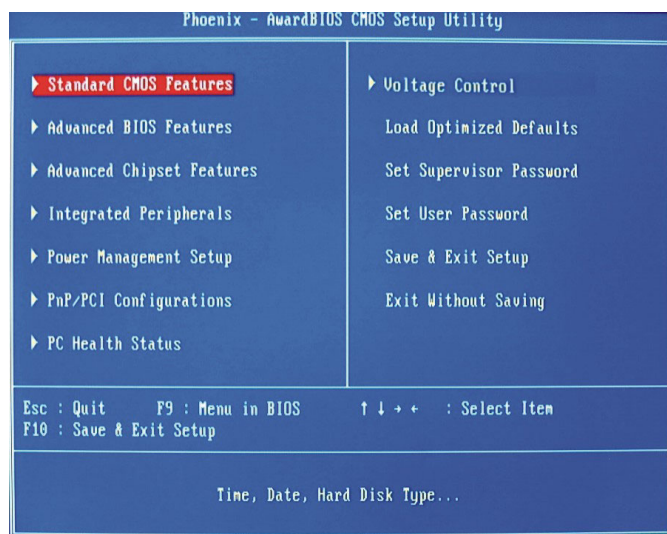 Phoenix - AwardBIOS CMOS Setup Utility
Standard CMOS Features
Advanced BIOS Features
Advanced Chipset Features
Integrated Peripherals
Power Management Setup
PnP/PCI Configurations
PC Health Status
Voltage Control
Load Optimized Defaults
Set Supervisor Password
Set User Password
Save & Exit Setup
Exit Without Saving
Esc : Quit F9 : Menu in BIOS ↑ ↓ → ← : Select Item
F10 : Save & Exit Setup
Time, Date, Hard Disk Type...